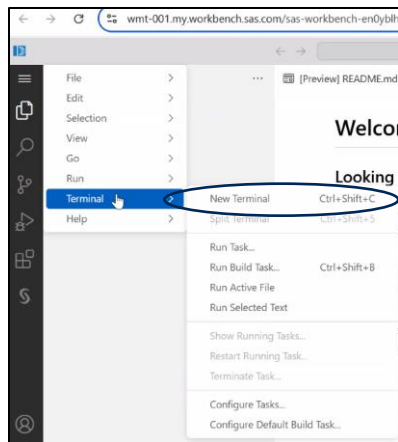 wmt-001.my.workbench.sas.com/sas-workbench-en0yblh
[Preview] README.md
File
Edit
Selection
View
Go
Run
Terminal
Help
Welco
Looking
New Terminal Ctrl+Shift+C
Split Terminal Ctrl+Shift+5
Run Task...
Run Build Task... Ctrl+Shift+B
Run Active File
Run Selected Text
Show Running Tasks...
Restart Running Task...
Terminate Task...
Configure Tasks...
Configure Default Build Task...